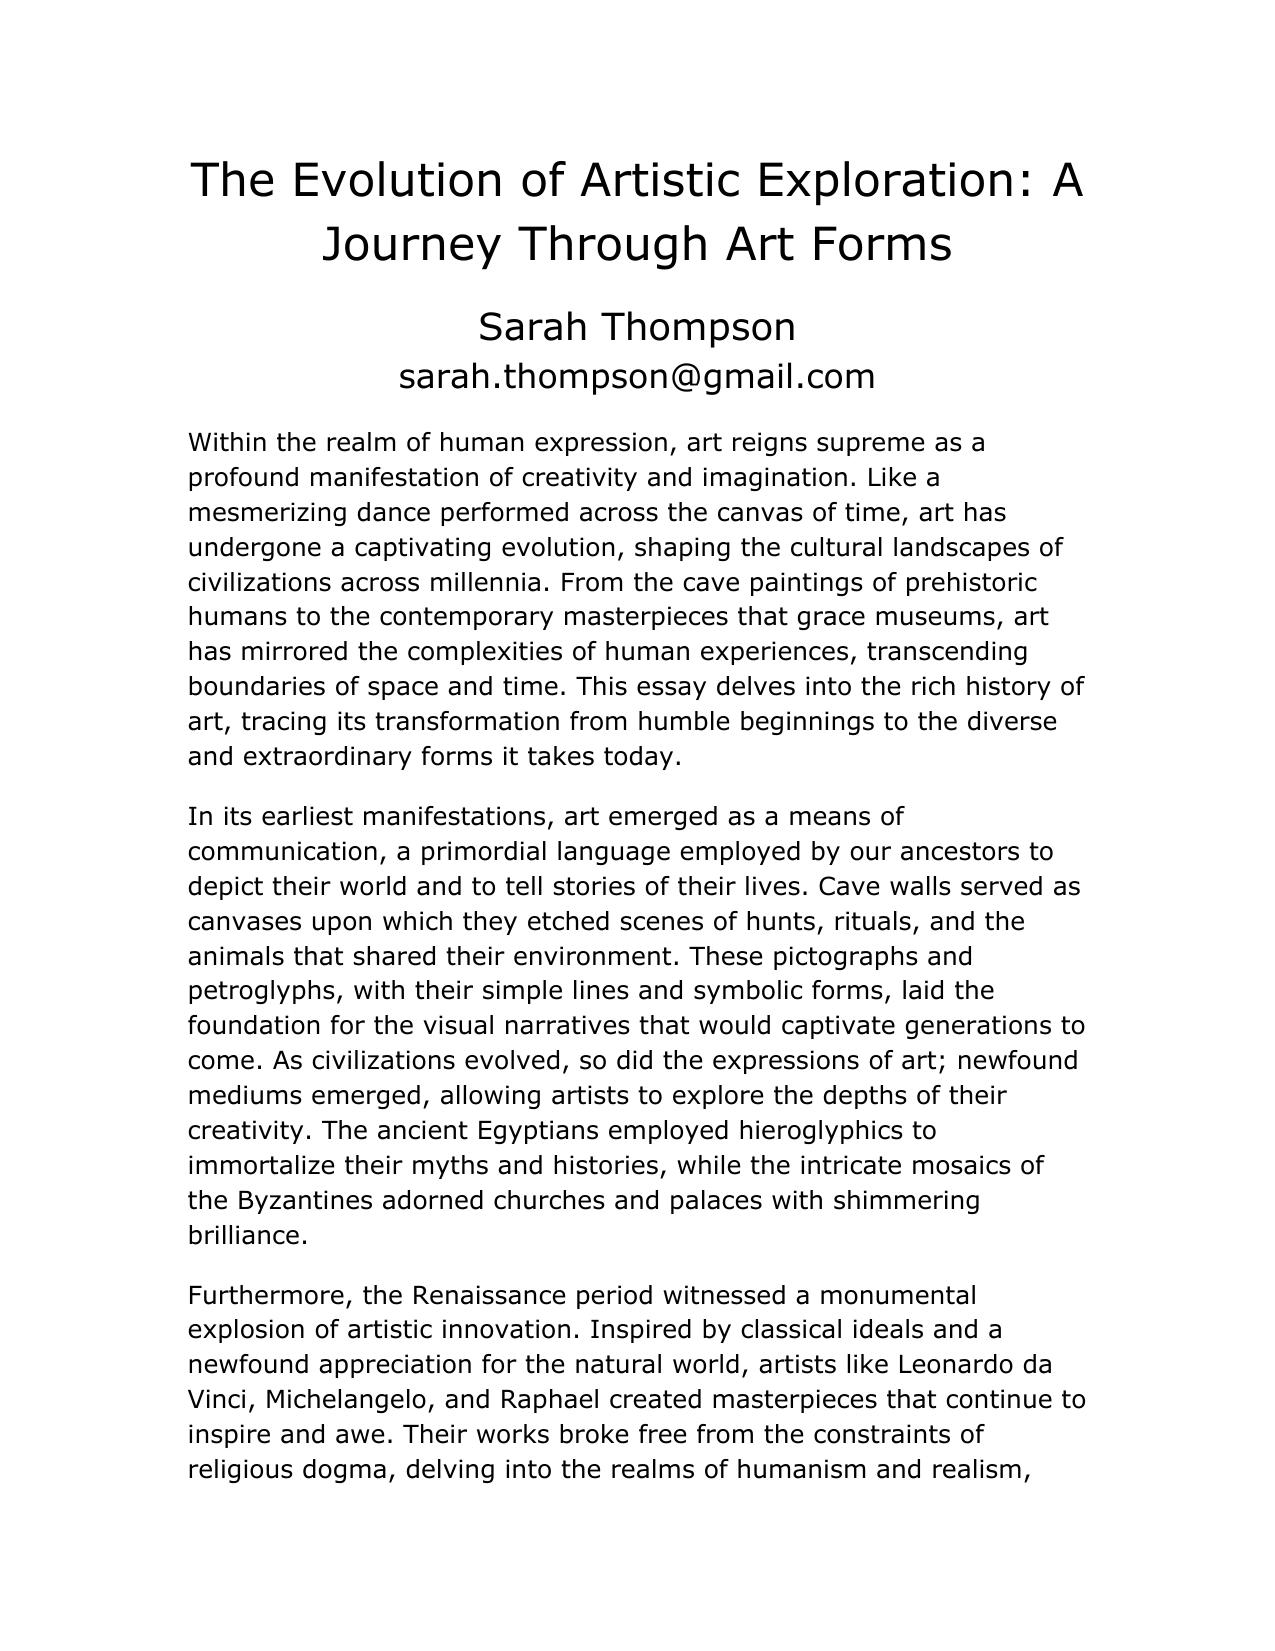 The Evolution of Artistic Exploration: A
Journey Through Art Forms
Sarah Thompson
sarah.thompson@gmail.com
Within the realm of human expression, art reigns supreme as a
profound manifestation of creativity and imagination. Like a
mesmerizing dance performed across the canvas of time, art has
undergone a captivating evolution, shaping the cultural landscapes of
civilizations across millennia. From the cave paintings of prehistoric
humans to the contemporary masterpieces that grace museums, art
has mirrored the complexities of human experiences, transcending
boundaries of space and time. This essay delves into the rich history of
art, tracing its transformation from humble beginnings to the diverse
and extraordinary forms it takes today.
In its earliest manifestations, art emerged as a means of
communication, a primordial language employed by our ancestors to
depict their world and to tell stories of their lives. Cave walls served as
canvases upon which they etched scenes of hunts, rituals, and the
animals that shared their environment. These pictographs and
petroglyphs, with their simple lines and symbolic forms, laid the
foundation for the visual narratives that would captivate generations to
come. As civilizations evolved, so did the expressions of art; newfound
mediums emerged, allowing artists to explore the depths of their
creativity. The ancient Egyptians employed hieroglyphics to
immortalize their myths and histories, while the intricate mosaics of
the Byzantines adorned churches and palaces with shimmering
brilliance.
Furthermore, the Renaissance period witnessed a monumental
explosion of artistic innovation. Inspired by classical ideals and a
newfound appreciation for the natural world, artists like Leonardo da
Vinci, Michelangelo, and Raphael created masterpieces that continue to
inspire and awe. Their works broke free from the constraints of
religious dogma, delving into the realms of humanism and realism,